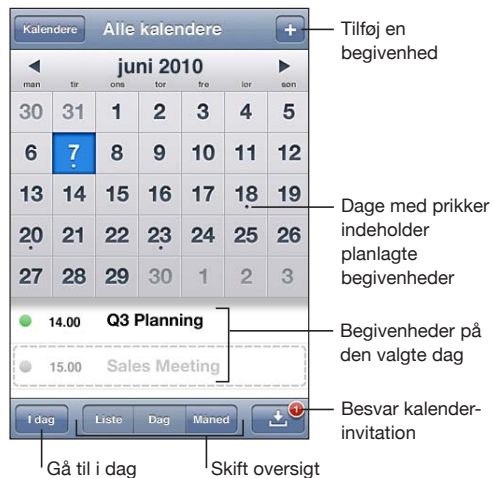 Kalendere Alle kalendere +
Tilføj en
begivenhed
juni 2010
man tir ons tor fre lør søn
30 31 1 2 3 4 5
6 7 8 9 10 11 12
13 14 15 16 17 18 19
20 21 22 23 24 25 26
27 28 29 30 1 2 3
Dage med prikker
indeholder
planlagte
begivenheder
14.00 Q3 Planning
15.00 Sales Meeting
Begivenheder på
den valgte dag
I dag Liste Dag Måned 1
Besvar kalender-
invitation
Gå til i dag
Skift oversigt